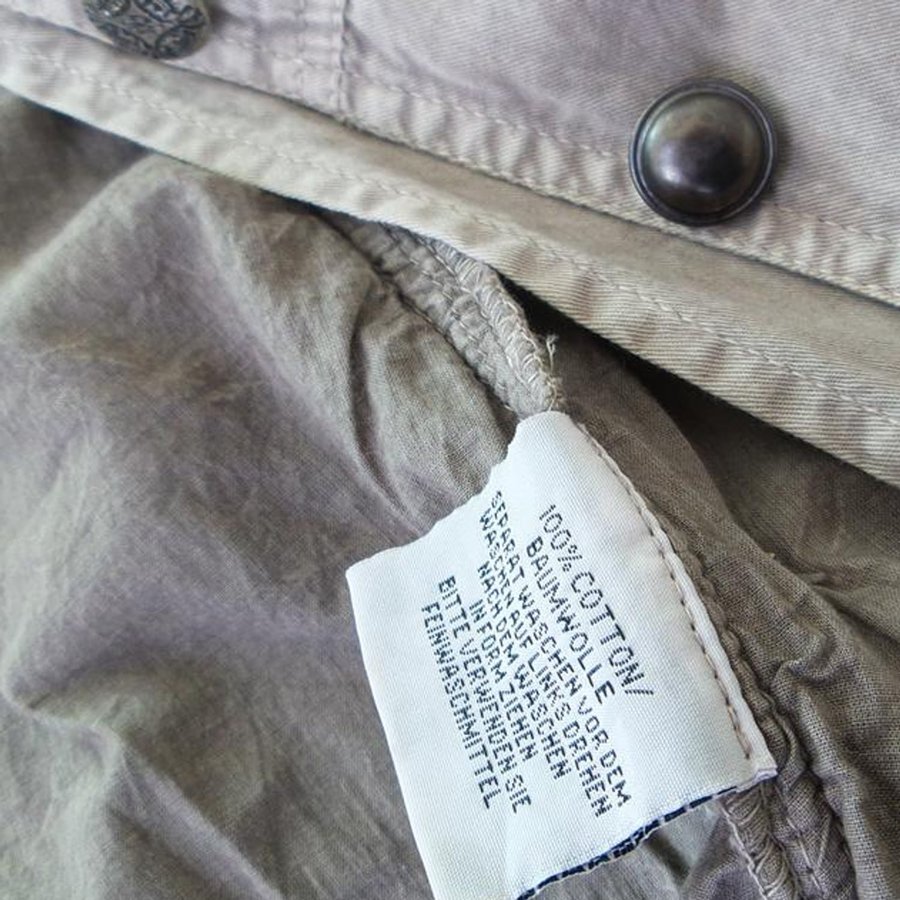 100% COTTON/
BAUMWOLLE
SEPARAT WASCHEN VOR DEM
WASCHEN AUF LINKS DREHEN
NACH DEM WASCHEN
IN FORM ZIEHEN
BITTE VERWENDEN SIE
FEINWASCHMITTEL